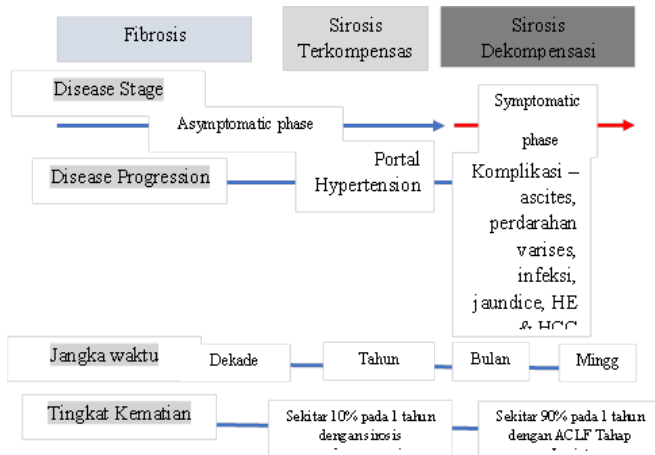 Fibrosis
Sirosis
Terkompensas
Sirosis
Dekompensasi
Disease Stage
Asymptomatic phase
Symptomatic
phase
Disease Progression
Portal
Hypertension
Komplikasi –
ascites,
perdarahan
varises,
infeksi,
jaundice, HE
& HCC
Jangka waktu
Dekade
Tahun
Bulan
Mingg
Tingkat Kematian
Sekitar 10% pada 1 tahun
dengan sirosis
Sekitar 90% pada 1 tahun
dengan ACLF Tahap